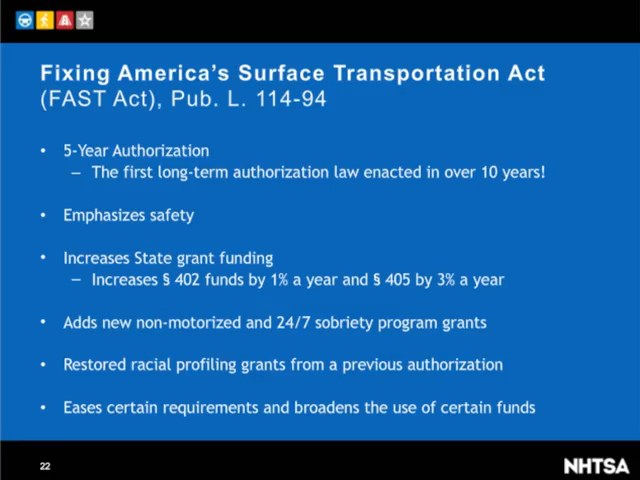 Fixing America's Surface Transportation Act
(FAST Act), Pub. L. 114-94
• 5-Year Authorization
– The first long-term authorization law enacted in over 10 years!
• Emphasizes safety
• Increases State grant funding
– Increases § 402 funds by 1% a year and § 405 by 3% a year
• Adds new non-motorized and 24/7 sobriety program grants
• Restored racial profiling grants from a previous authorization
• Eases certain requirements and broadens the use of certain funds
22
NHTSA